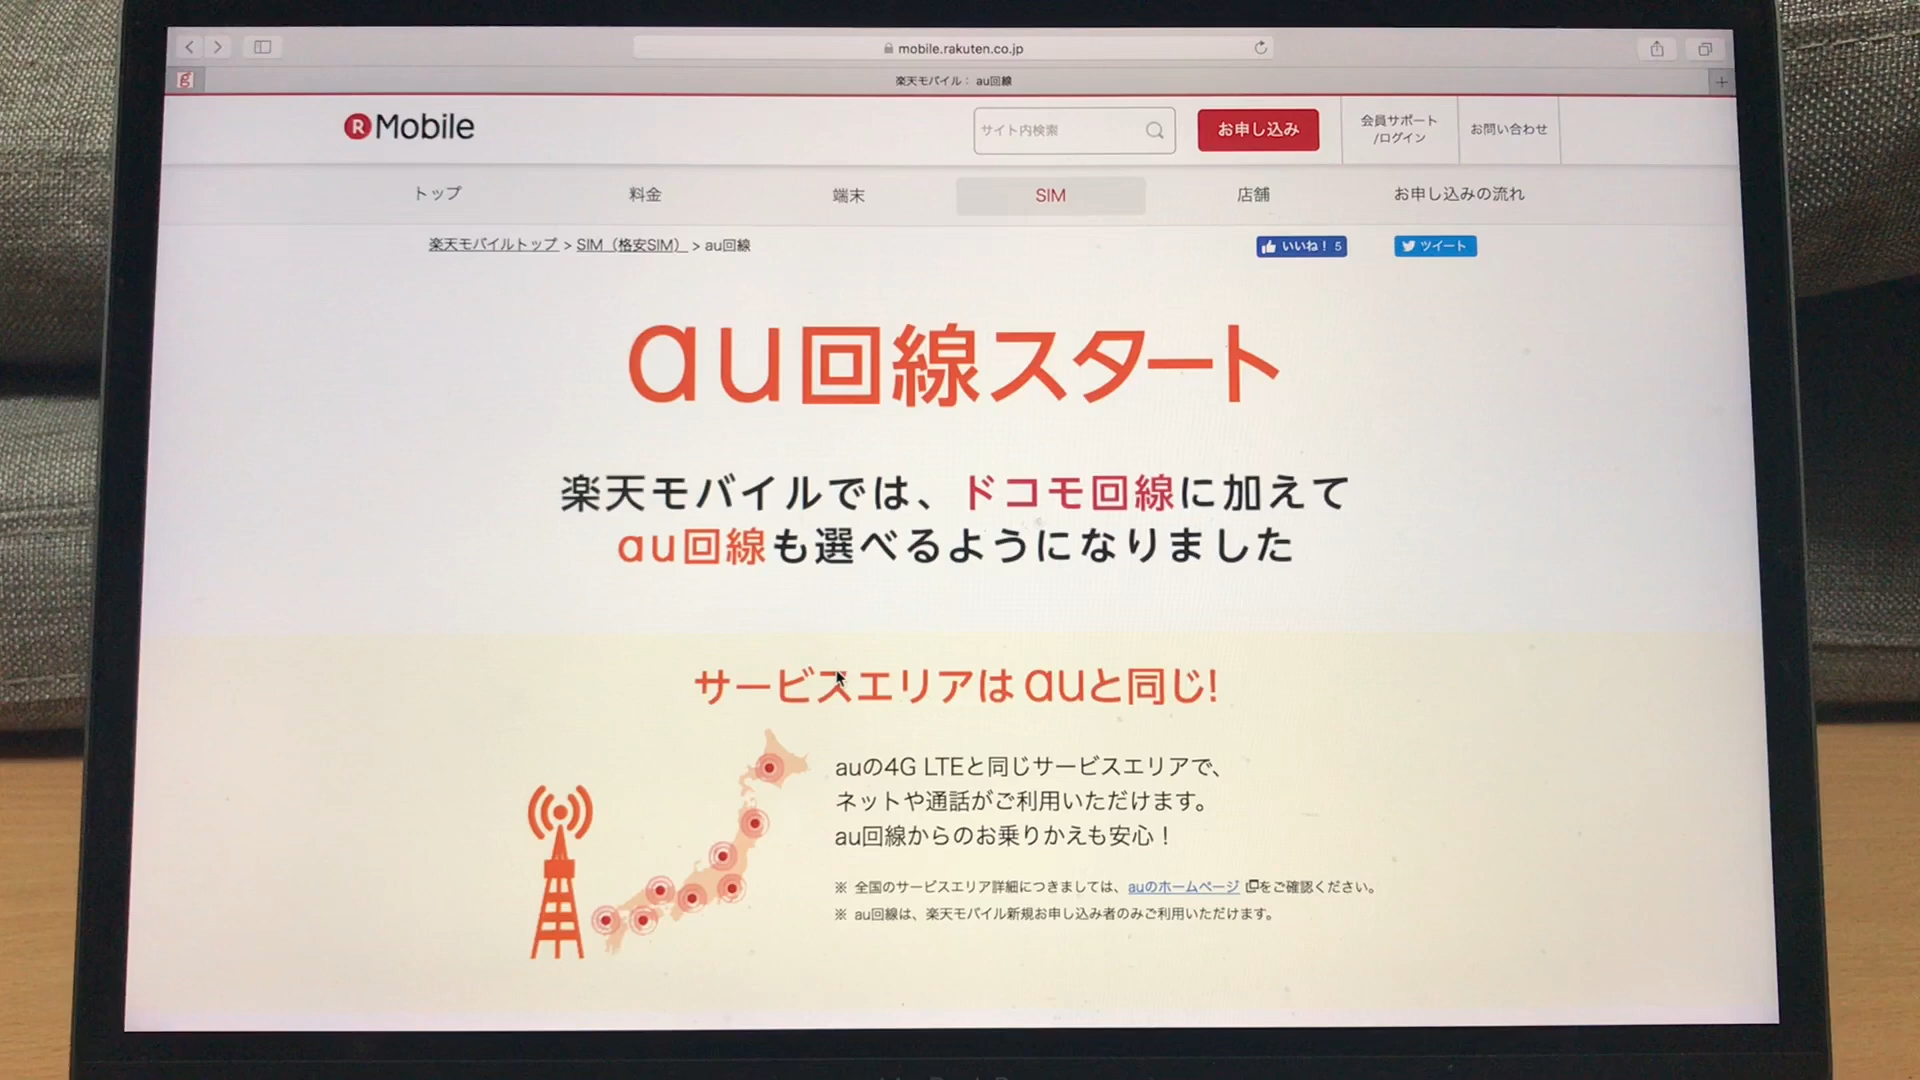 mobile.rakuten.co.jp
楽天モバイル： au回線
R Mobile
サイト内検索
お申し込み
会員サポート
/ログイン
お問い合わせ
トップ
料金
端末
SIM
店舗
お申し込みの流れ
楽天モバイルトップ > SIM（格安SIM） > au回線
いいね！ 5
ツイート
au回線スタート
楽天モバイルでは、ドコモ回線に加えて
au回線も選べるようになりました
サービスエリアは auと同じ!
auの4G LTEと同じサービスエリアで、
ネットや通話がご利用いただけます。
au回線からのお乗りかえも安心！
※ 全国のサービスエリア詳細につきましては、auのホームページ をご確認ください。
※ au回線は、楽天モバイル新規お申し込み者のみご利用いただけます。